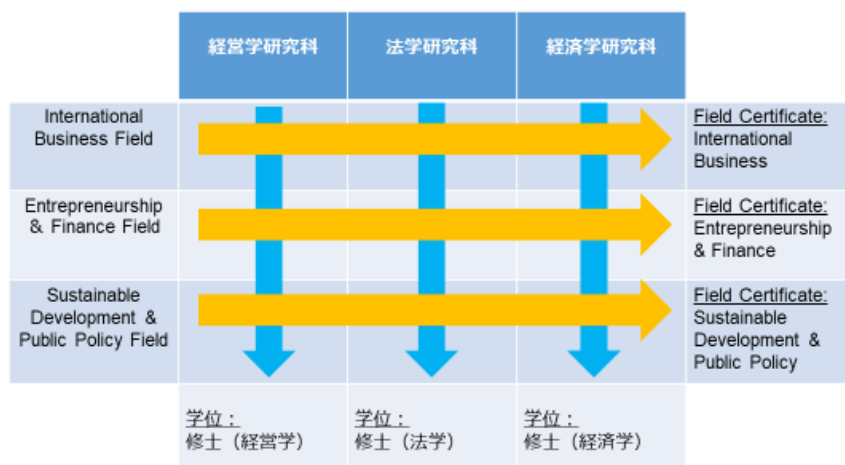 経営学研究科
法学研究科
経済学研究科
International
Business Field
Field Certificate:
International
Business
Entrepreneurship
& Finance Field
Field Certificate:
Entrepreneurship
& Finance
Sustainable
Development &
Public Policy Field
Field Certificate:
Sustainable
Development &
Public Policy
学位：
修士（経営学）
学位：
修士（法学）
学位：
修士（経済学）